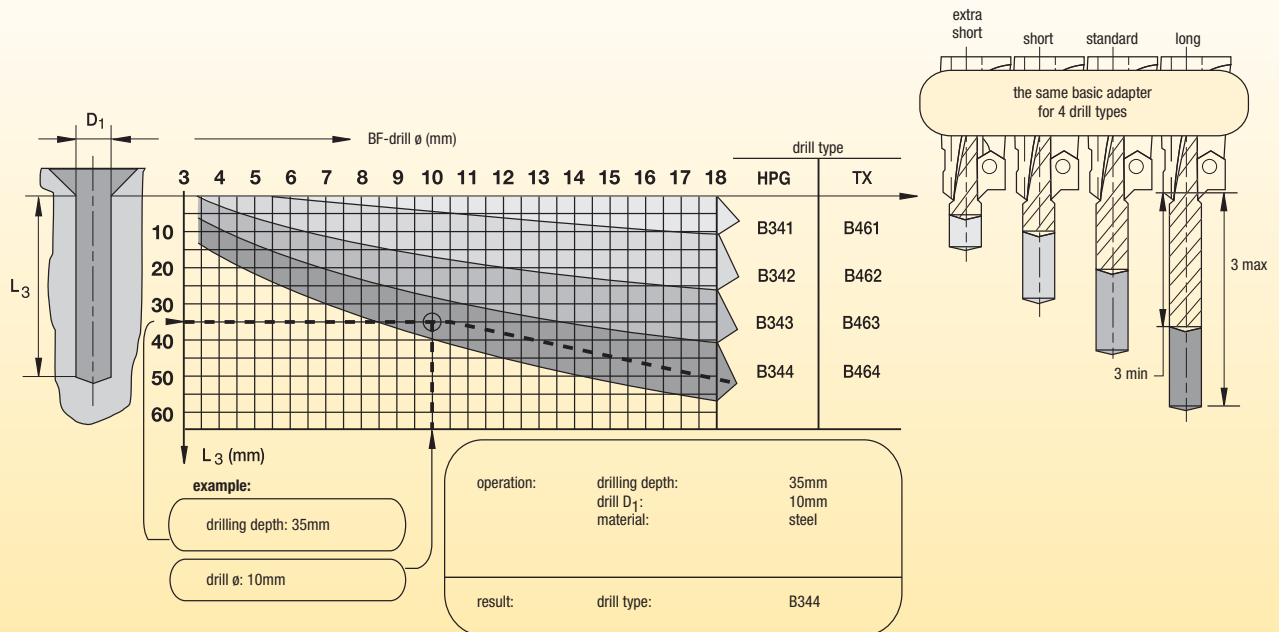 extra
short
short
standard
long
the same basic adapter
for 4 drill types
D1
BF-drill ø (mm)
drill type
3 4 5 6 7 8 9 10 11 12 13 14 15 16 17 18 HPG TX
10
20
30
40
50
60
L3
B341 B461
B342 B462
B343 B463
B344 B464
3 max
3 min
L3 (mm)
example:
drilling depth: 35mm
drill ø: 10mm
operation: drilling depth: 35mm
drill D1: 10mm
material: steel
result: drill type: B344